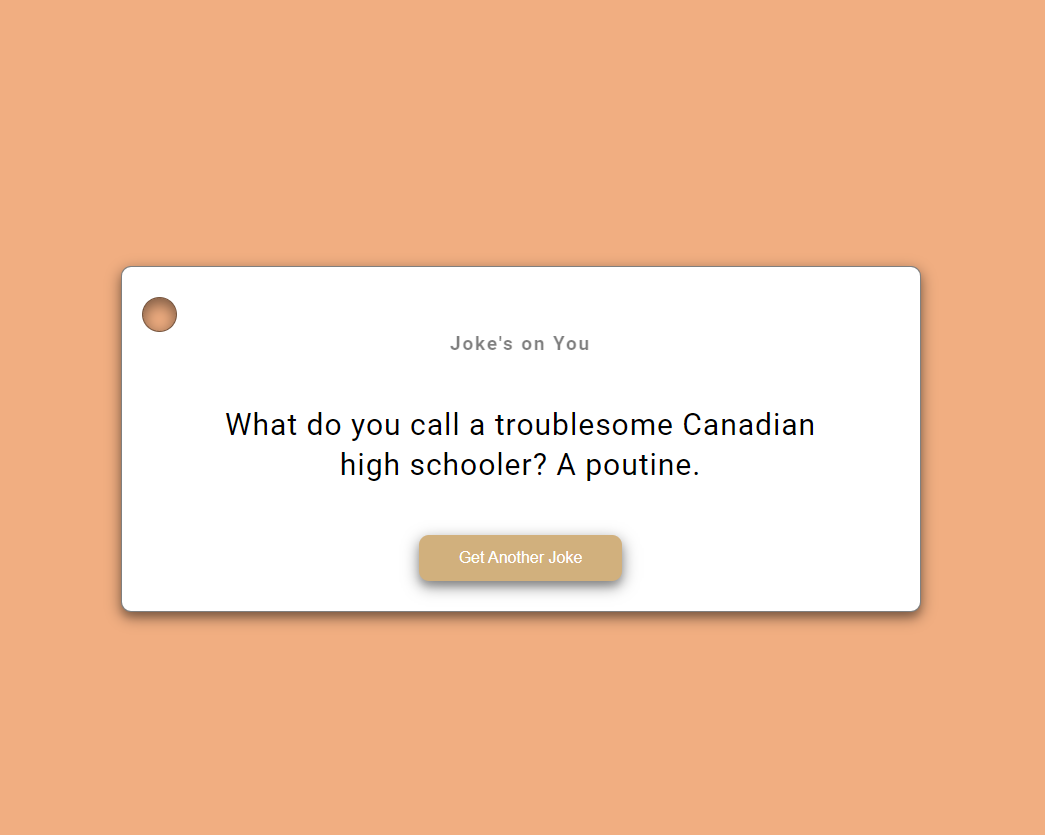 Joke's on You
What do you call a troublesome Canadian
high schooler? A poutine.
Get Another Joke